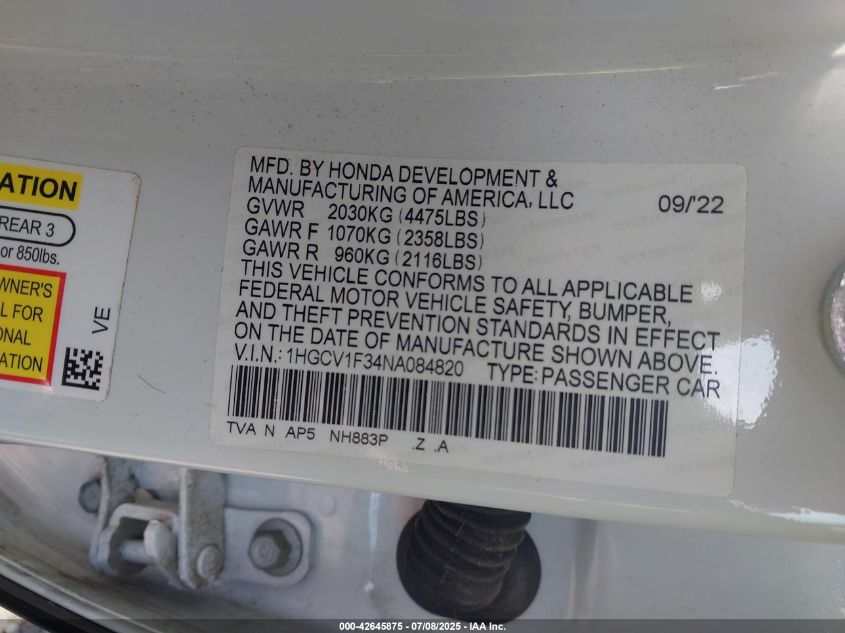 ATION
REAR 3
or 850lbs.
WNER'S
L FOR
ONAL
ATION
VE
MFD. BY HONDA DEVELOPMENT &
MANUFACTURING OF AMERICA, LLC 09/'22
GVWR 2030KG (4475LBS)
GAWR F 1070KG (2358LBS)
GAWR R 960KG (2116LBS)
THIS VEHICLE CONFORMS TO ALL APPLICABLE
FEDERAL MOTOR VEHICLE SAFETY, BUMPER,
AND THEFT PREVENTION STANDARDS IN EFFECT
ON THE DATE OF MANUFACTURE SHOWN ABOVE.
V.I.N.:1HGCV1F34NA084820 TYPE:PASSENGER CAR
TVA N AP5 NH883P .Z .A
000-42645875 - 07/08/2025 - © IAA Inc.